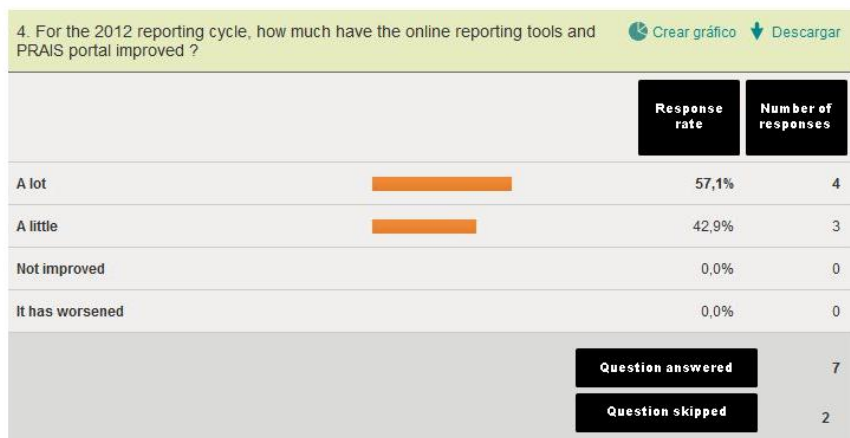 4. For the 2012 reporting cycle, how much have the online reporting tools and
PRAIS portal improved ?
Crear gráfico Descargar
Response
rate
Number of
responses
A lot 57,1% 4
A little 42,9% 3
Not improved 0,0% 0
It has worsened 0,0% 0
Question answered 7
Question skipped 2